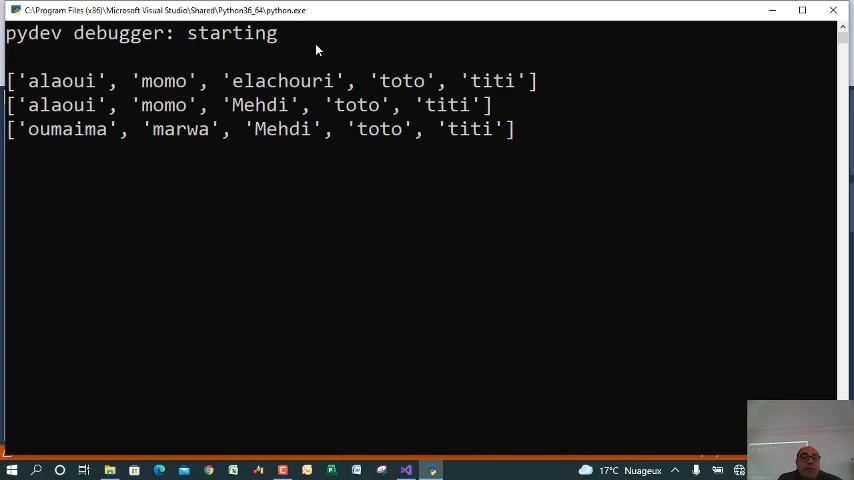 C:\Program Files (x86)\Microsoft Visual Studio\Shared\Python36_64\python.exe
pydev debugger: starting
['alaoui', 'momo', 'elachouri', 'toto', 'titi']
['alaoui', 'momo', 'Mehdi', 'toto', 'titi']
['oumaima', 'marwa', 'Mehdi', 'toto', 'titi']
17°C Nuageux